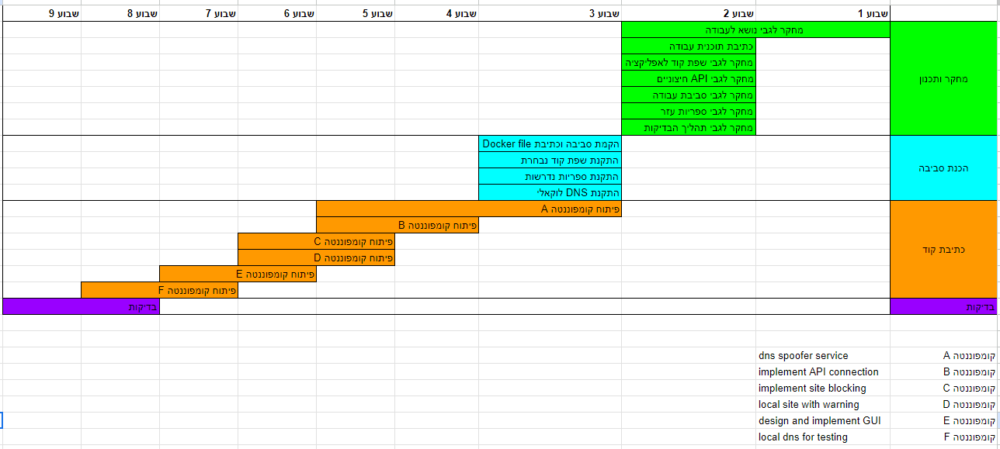 שבוע 1 שבוע 2 שבוע 3 שבוע 4 שבוע 5 שבוע 6 שבוע 7 שבוע 8 שבוע 9
מחקר ותכנון
מחקר לגבי נושא לעבודה
כתיבת תוכנית עבודה
מחקר לגבי שפת קוד לאפליקציה
מחקר לגבי API חיצוניים
מחקר לגבי סביבת עבודה
מחקר לגבי ספריות עזר
מחקר לגבי תהליך הבדיקות
הכנת סביבה
הקמת סביבה וכתיבת Docker file
התקנת שפת קוד נבחרת
התקנת ספריות נדרשות
התקנת DNS לוקאלי
כתיבת קוד
פיתוח קומפוננטה A
פיתוח קומפוננטה B
פיתוח קומפוננטה C
פיתוח קומפוננטה D
פיתוח קומפוננטה E
פיתוח קומפוננטה F
בדיקות בדיקות
קומפוננטה A dns spoofer service
קומפוננטה B implement API connection
קומפוננטה C implement site blocking
קומפוננטה D local site with warning
קומפוננטה E design and implement GUI
קומפוננטה F local dns for testing